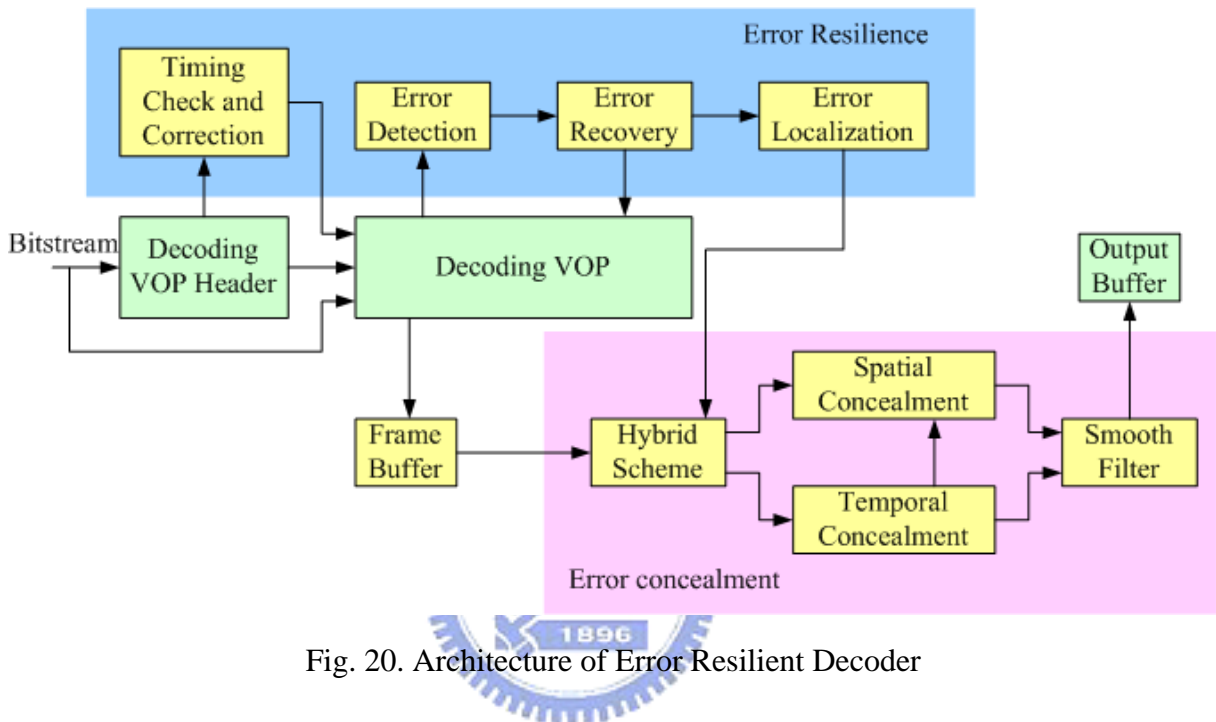 Error Resilience
Timing
Check and
Correction
Error
Detection
Error
Recovery
Error
Localization
Bitstream
Decoding
VOP Header
Decoding VOP
Output
Buffer
Frame
Buffer
Hybrid
Scheme
Spatial
Concealment
Temporal
Concealment
Smooth
Filter
Error concealment
1896
Fig. 20. Architecture of Error Resilient Decoder